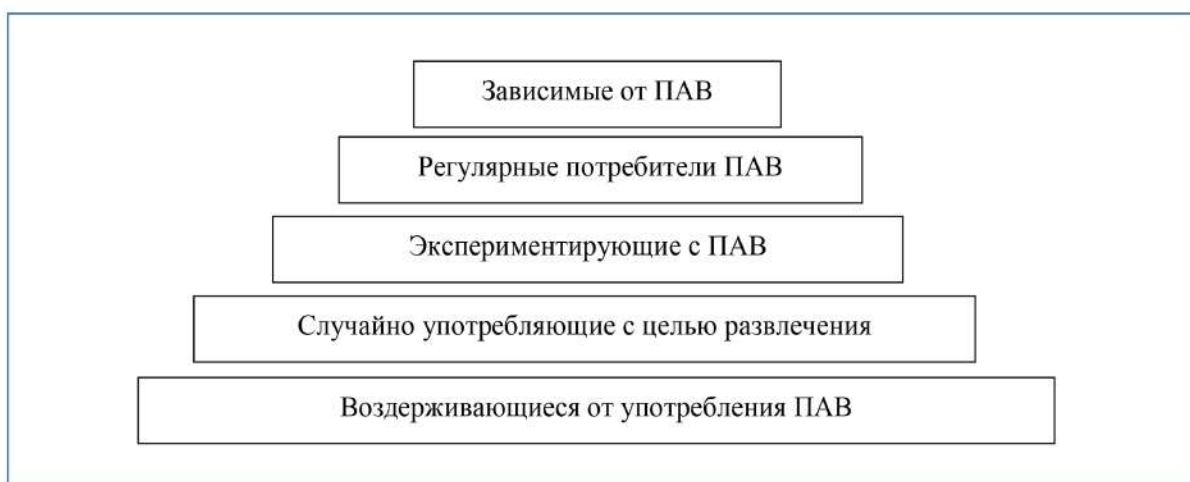 Зависимые от ПАВ
Регулярные потребители ПАВ
Экспериментирующие с ПАВ
Случайно употребляющие с целью развлечения
Воздерживающиеся от употребления ПАВ